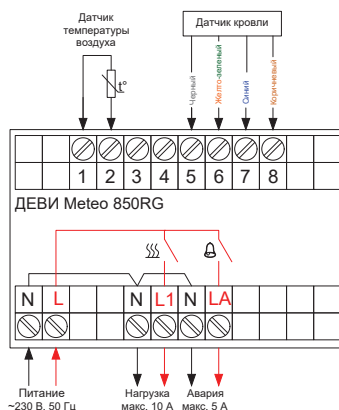 Датчик
температуры
воздуха
Датчик кровли
Черный
Желто-зеленый
Синий
Коричневый
t°
1 2 3 4 5 6 7 8
ДЕВИ Meteo 850RG
N L N L1 N LA
Питание
~230 В, 50 Гц
Нагрузка
макс. 10 А
Авария
макс. 5 А